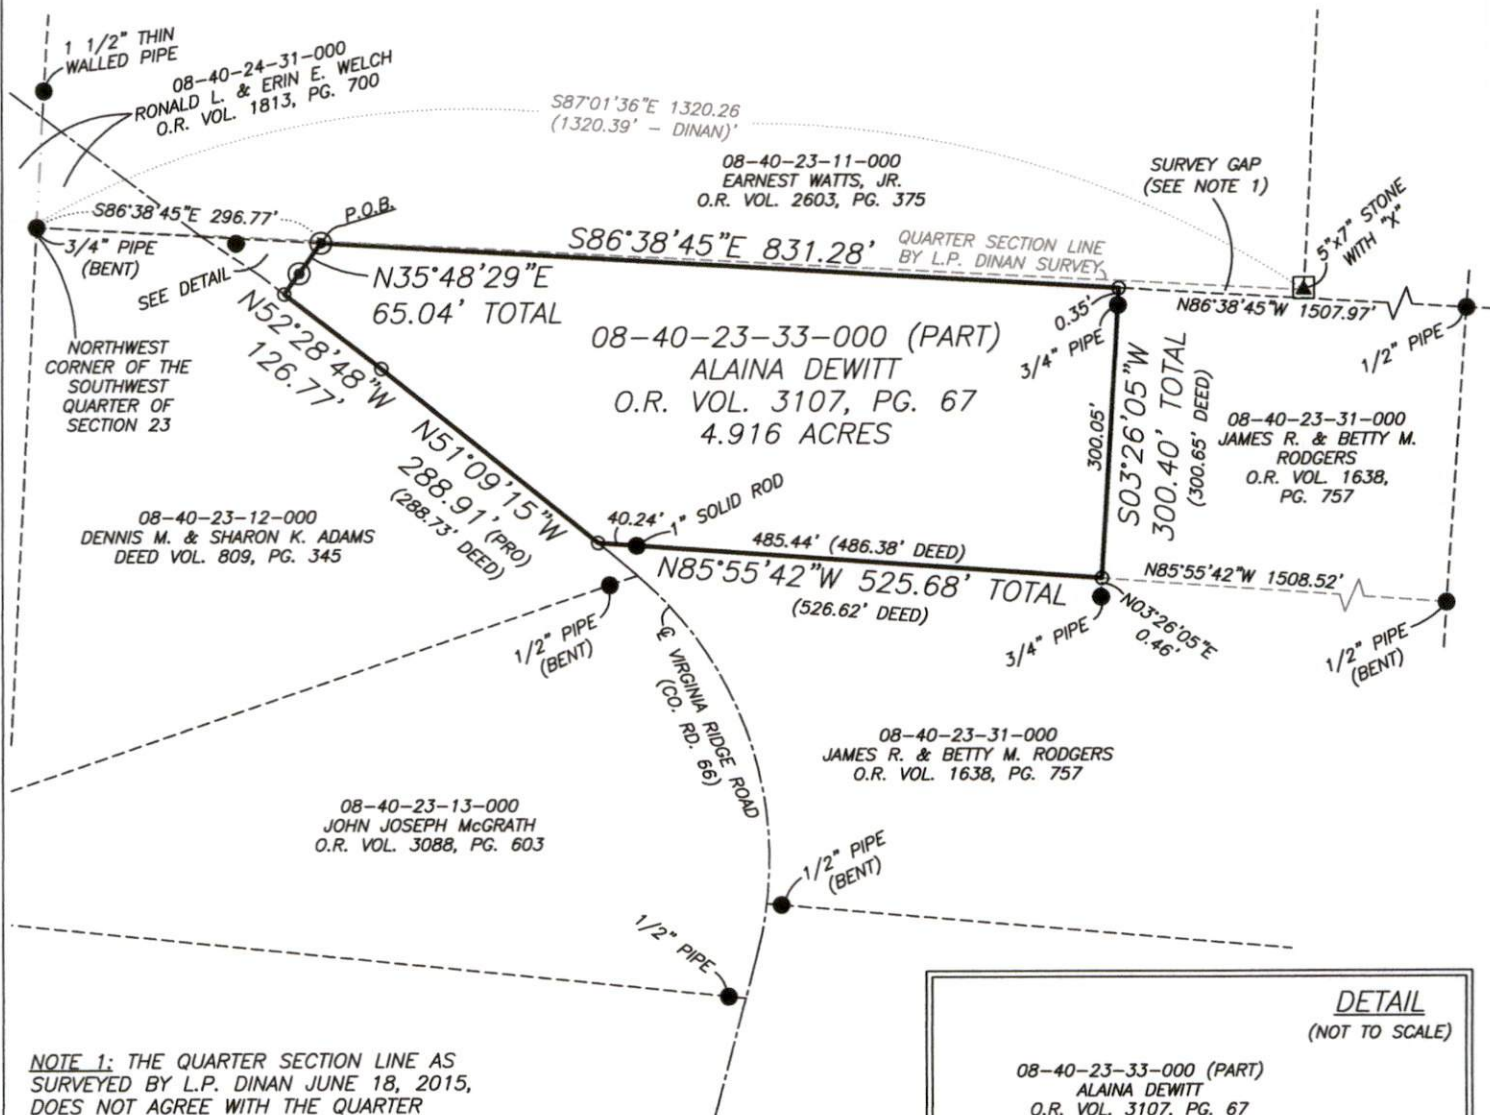 1 1/2" THIN
WALLED PIPE
08-40-24-31-000
RONALD L. & ERIN E. WELCH
O.R. VOL. 1813, PG. 700
S87°01'36"E 1320.26
(1320.39' - DINAN)'
08-40-23-11-000
EARNEST WATTS, JR.
O.R. VOL. 2603, PG. 375
SURVEY GAP
(SEE NOTE 1)
5"x7" STONE
WITH "X"
S86°38'45"E 296.77'
P.O.B.
3/4" PIPE
(BENT)
SEE DETAIL
S86°38'45"E 831.28'
QUARTER SECTION LINE
BY L.P. DINAN SURVEY
N35°48'29"E
65.04' TOTAL
N86°38'45"W 1507.97'
0.35'
3/4" PIPE
1/2" PIPE
N52°28'48"W
126.77'
NORTHWEST
CORNER OF THE
SOUTHWEST
QUARTER OF
SECTION 23
08-40-23-33-000 (PART)
ALAINA DEWITT
O.R. VOL. 3107, PG. 67
4.916 ACRES
300.05'
S03°26'05"W
300.40' TOTAL
(300.65' DEED)
08-40-23-31-000
JAMES R. & BETTY M.
RODGERS
O.R. VOL. 1638,
PG. 757
N51°09'15"W
288.91' (PRO)
(288.73' DEED)
08-40-23-12-000
DENNIS M. & SHARON K. ADAMS
DEED VOL. 809, PG. 345
40.24'
1" SOLID ROD
485.44' (486.38' DEED)
N85°55'42"W 525.68' TOTAL
(526.62' DEED)
N85°55'42"W 1508.52'
N03°26'05"E
0.46'
3/4" PIPE
1/2" PIPE
(BENT)
1/2" PIPE
(BENT)
℄ VIRGINIA RIDGE ROAD
(CO. RD. 66)
08-40-23-31-000
JAMES R. & BETTY M. RODGERS
O.R. VOL. 1638, PG. 757
08-40-23-13-000
JOHN JOSEPH McGRATH
O.R. VOL. 3088, PG. 603
1/2" PIPE
(BENT)
1/2" PIPE
DETAIL
(NOT TO SCALE)
08-40-23-33-000 (PART)
ALAINA DEWITT
O.R. VOL. 3107, PG. 67
NOTE 1: THE QUARTER SECTION LINE AS
SURVEYED BY L.P. DINAN JUNE 18, 2015,
DOES NOT AGREE WITH THE QUARTER